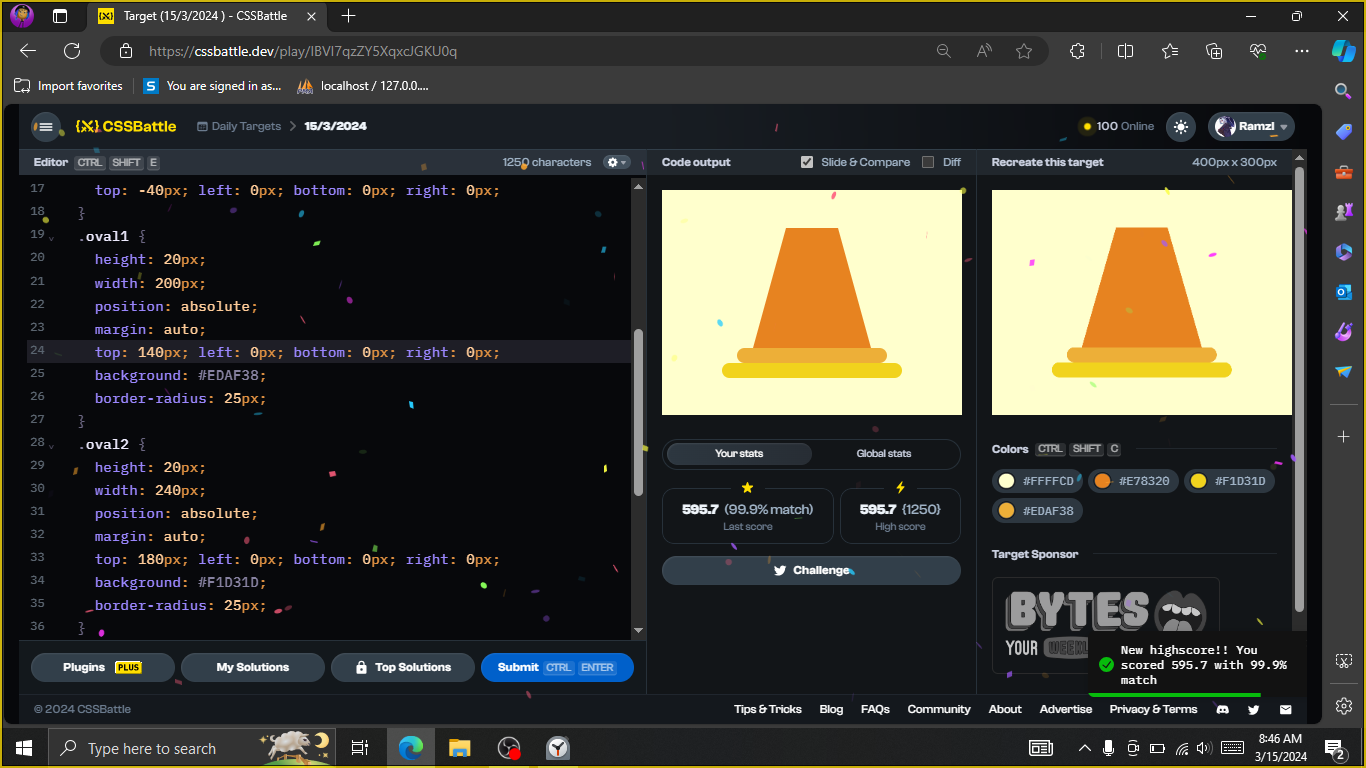 Target (15/3/2024 ) - CSSBattle
https://cssbattle.dev/play/IBVI7qzZY5XqxcJGKU0q
Import favorites
You are signed in as...
localhost / 127.0.0....
CSSBattle
Daily Targets
15/3/2024
100 Online
Ramzl
Editor CTRL SHIFT E
1250 characters
Code output
Slide & Compare
Diff
Recreate this target
400px x 300px
17 top: -40px; left: 0px; bottom: 0px; right: 0px;
18 }
19 .oval1 {
20 height: 20px;
21 width: 200px;
22 position: absolute;
23 margin: auto;
24 top: 140px; left: 0px; bottom: 0px; right: 0px;
25 background: #EDAF38;
26 border-radius: 25px;
27 }
28 .oval2 {
29 height: 20px;
30 width: 240px;
31 position: absolute;
32 margin: auto;
33 top: 180px; left: 0px; bottom: 0px; right: 0px;
34 background: #F1D31D;
35 border-radius: 25px;
36 }
Your stats
Global stats
595.7 (99.9% match)
Last score
595.7 {1250}
High score
Challenge
Colors CTRL SHIFT C
#FFFFCD
#E78320
#F1D31D
#EDAF38
Target Sponsor
BYTES
YOUR WEEKL
New highscore!! You
scored 595.7 with 99.9%
match
Plugins PLUS
My Solutions
Top Solutions
Submit CTRL ENTER
© 2024 CSSBattle
Tips & Tricks
Blog
FAQs
Community
About
Advertise
Privacy & Terms
Type here to search
8:46 AM
3/15/2024
2